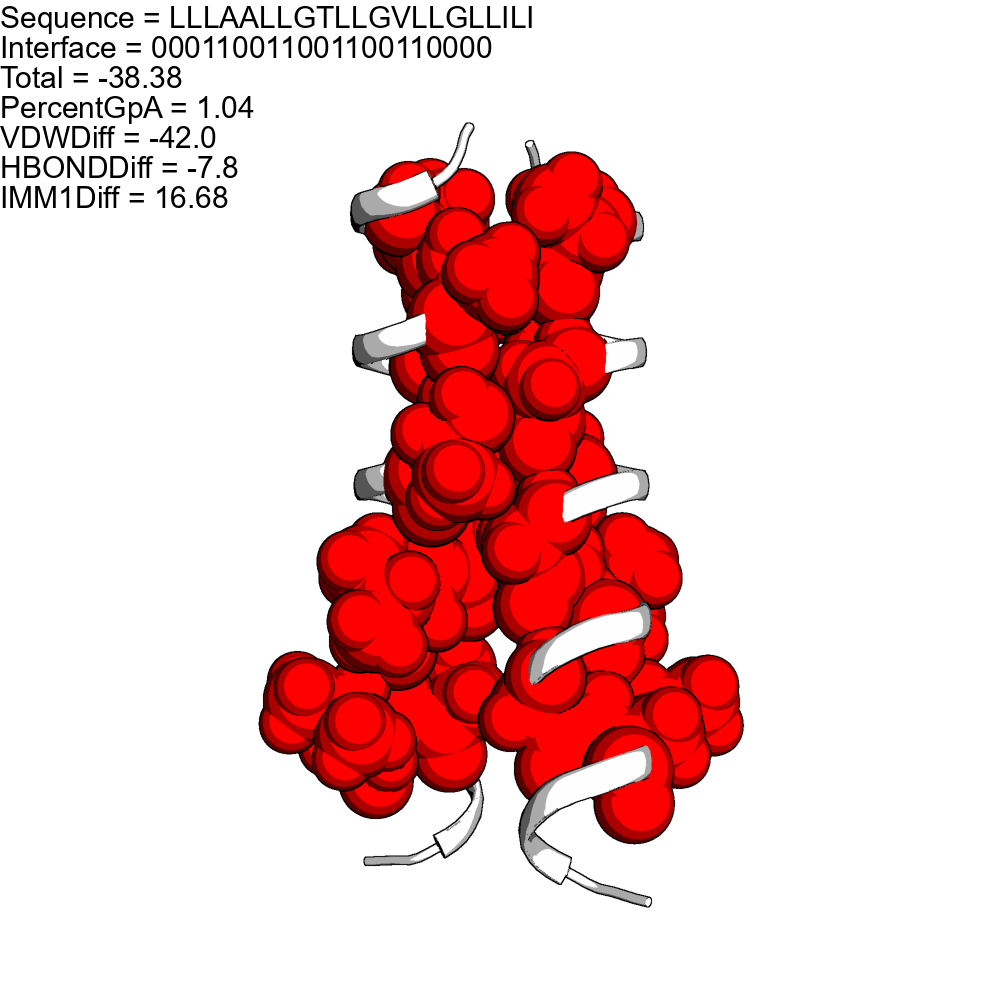 Sequence = LLLAALLGTLLGVLLGLLILI
Interface = 000110011001100110000
Total = -38.38
PercentGpA = 1.04
VDWDiff = -42.0
HBONDDiff = -7.8
IMM1Diff = 16.68